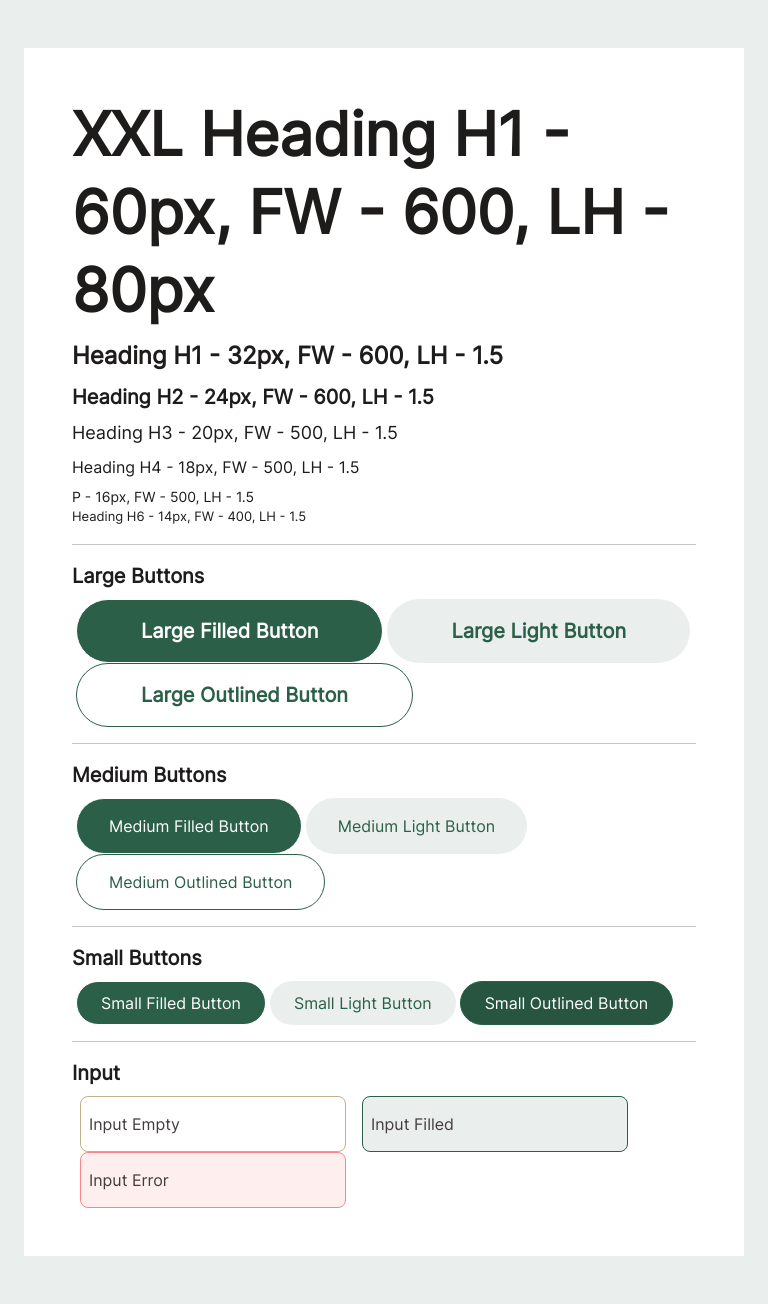 XXL Heading H1 -
60px, FW - 600, LH -
80px
Heading H1 - 32px, FW - 600, LH - 1.5
Heading H2 - 24px, FW - 600, LH - 1.5
Heading H3 - 20px, FW - 500, LH - 1.5
Heading H4 - 18px, FW - 500, LH - 1.5
P - 16px, FW - 500, LH - 1.5
Heading H6 - 14px, FW - 400, LH - 1.5
Large Buttons
Large Filled Button
Large Light Button
Large Outlined Button
Medium Buttons
Medium Filled Button
Medium Light Button
Medium Outlined Button
Small Buttons
Small Filled Button
Small Light Button
Small Outlined Button
Input
Input Empty
Input Filled
Input Error